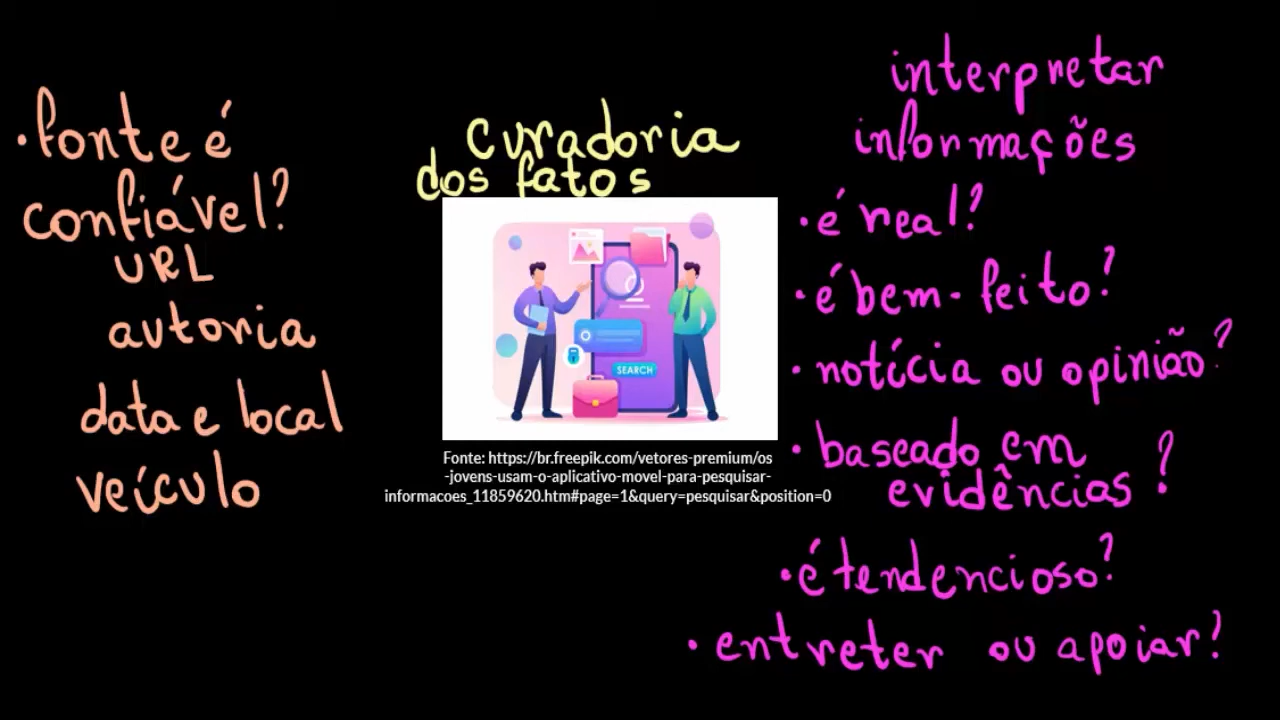 • fonte é
confiável?
URL
autoria
data e local
veículo
curadoria
dos fatos
SEARCH
Fonte: https://br.freepik.com/vetores-premium/os
-jovens-usam-o-aplicativo-movel-para-pesquisar-
informacoes_11859620.htm#page=1&query=pesquisar&position=0
interpretar
informações
• é real?
• é bem-feito?
• notícia ou opinião?
• baseado em
evidências?
• é tendencioso?
• entreter ou apoiar?